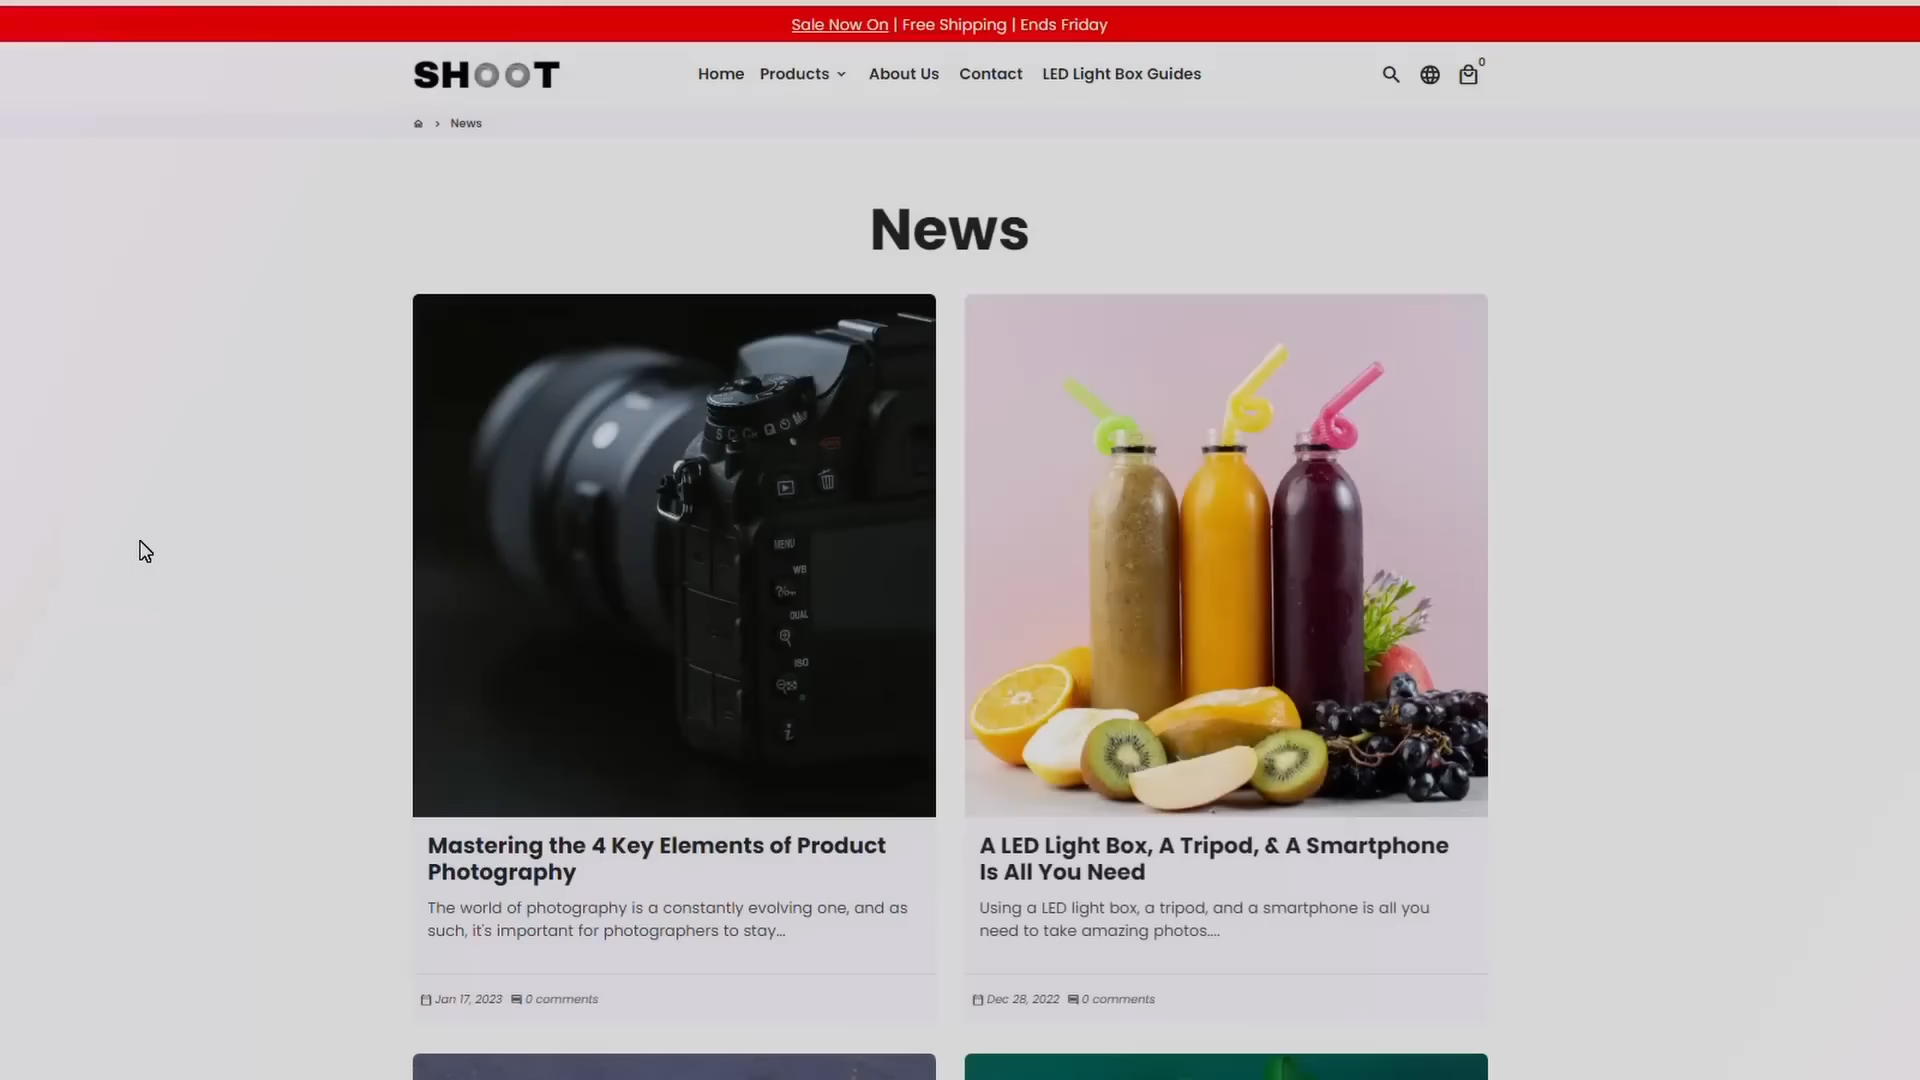 Sale Now On | Free Shipping | Ends Friday
SHOOT
Home
Products
About Us
Contact
LED Light Box Guides
0
News
News
MENU
WB
QUAL
ISO
i
Mastering the 4 Key Elements of Product
Photography
The world of photography is a constantly evolving one, and as
such, it's important for photographers to stay...
Jan 17, 2023
0 comments
A LED Light Box, A Tripod, & A Smartphone
Is All You Need
Using a LED light box, a tripod, and a smartphone is all you
need to take amazing photos....
Dec 28, 2022
0 comments